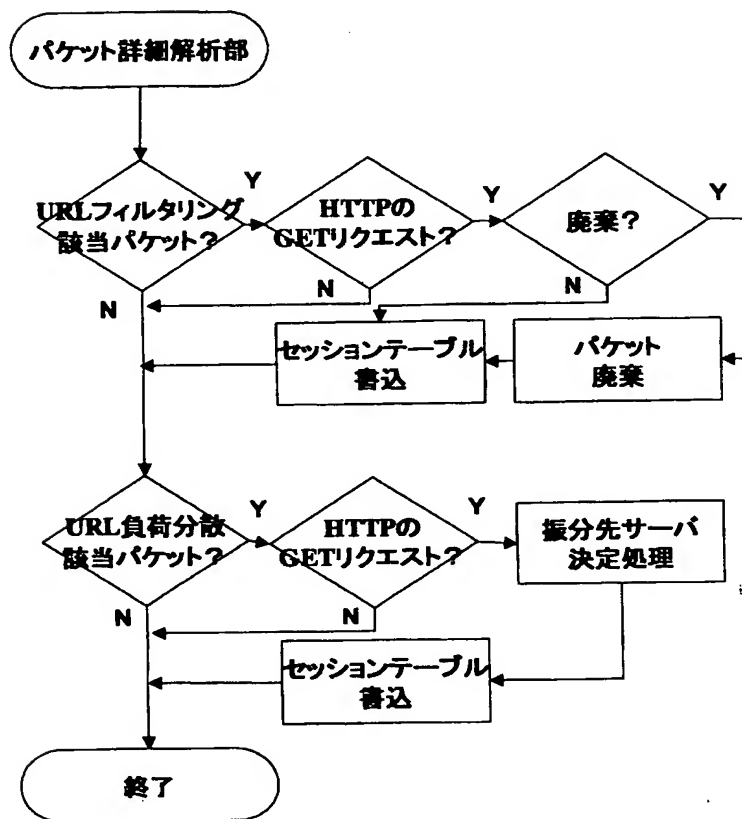 パケット詳細解析部
URLフィルタリング
該当パケット?
Y
HTTPの
GETリクエスト?
Y
廃棄?
Y
N
N
N
セッションテーブル
書込
パケット
廃棄
URL負荷分散
該当パケット?
Y
HTTPの
GETリクエスト?
Y
振分先サーバ
決定処理
N
N
セッションテーブル
書込
終了